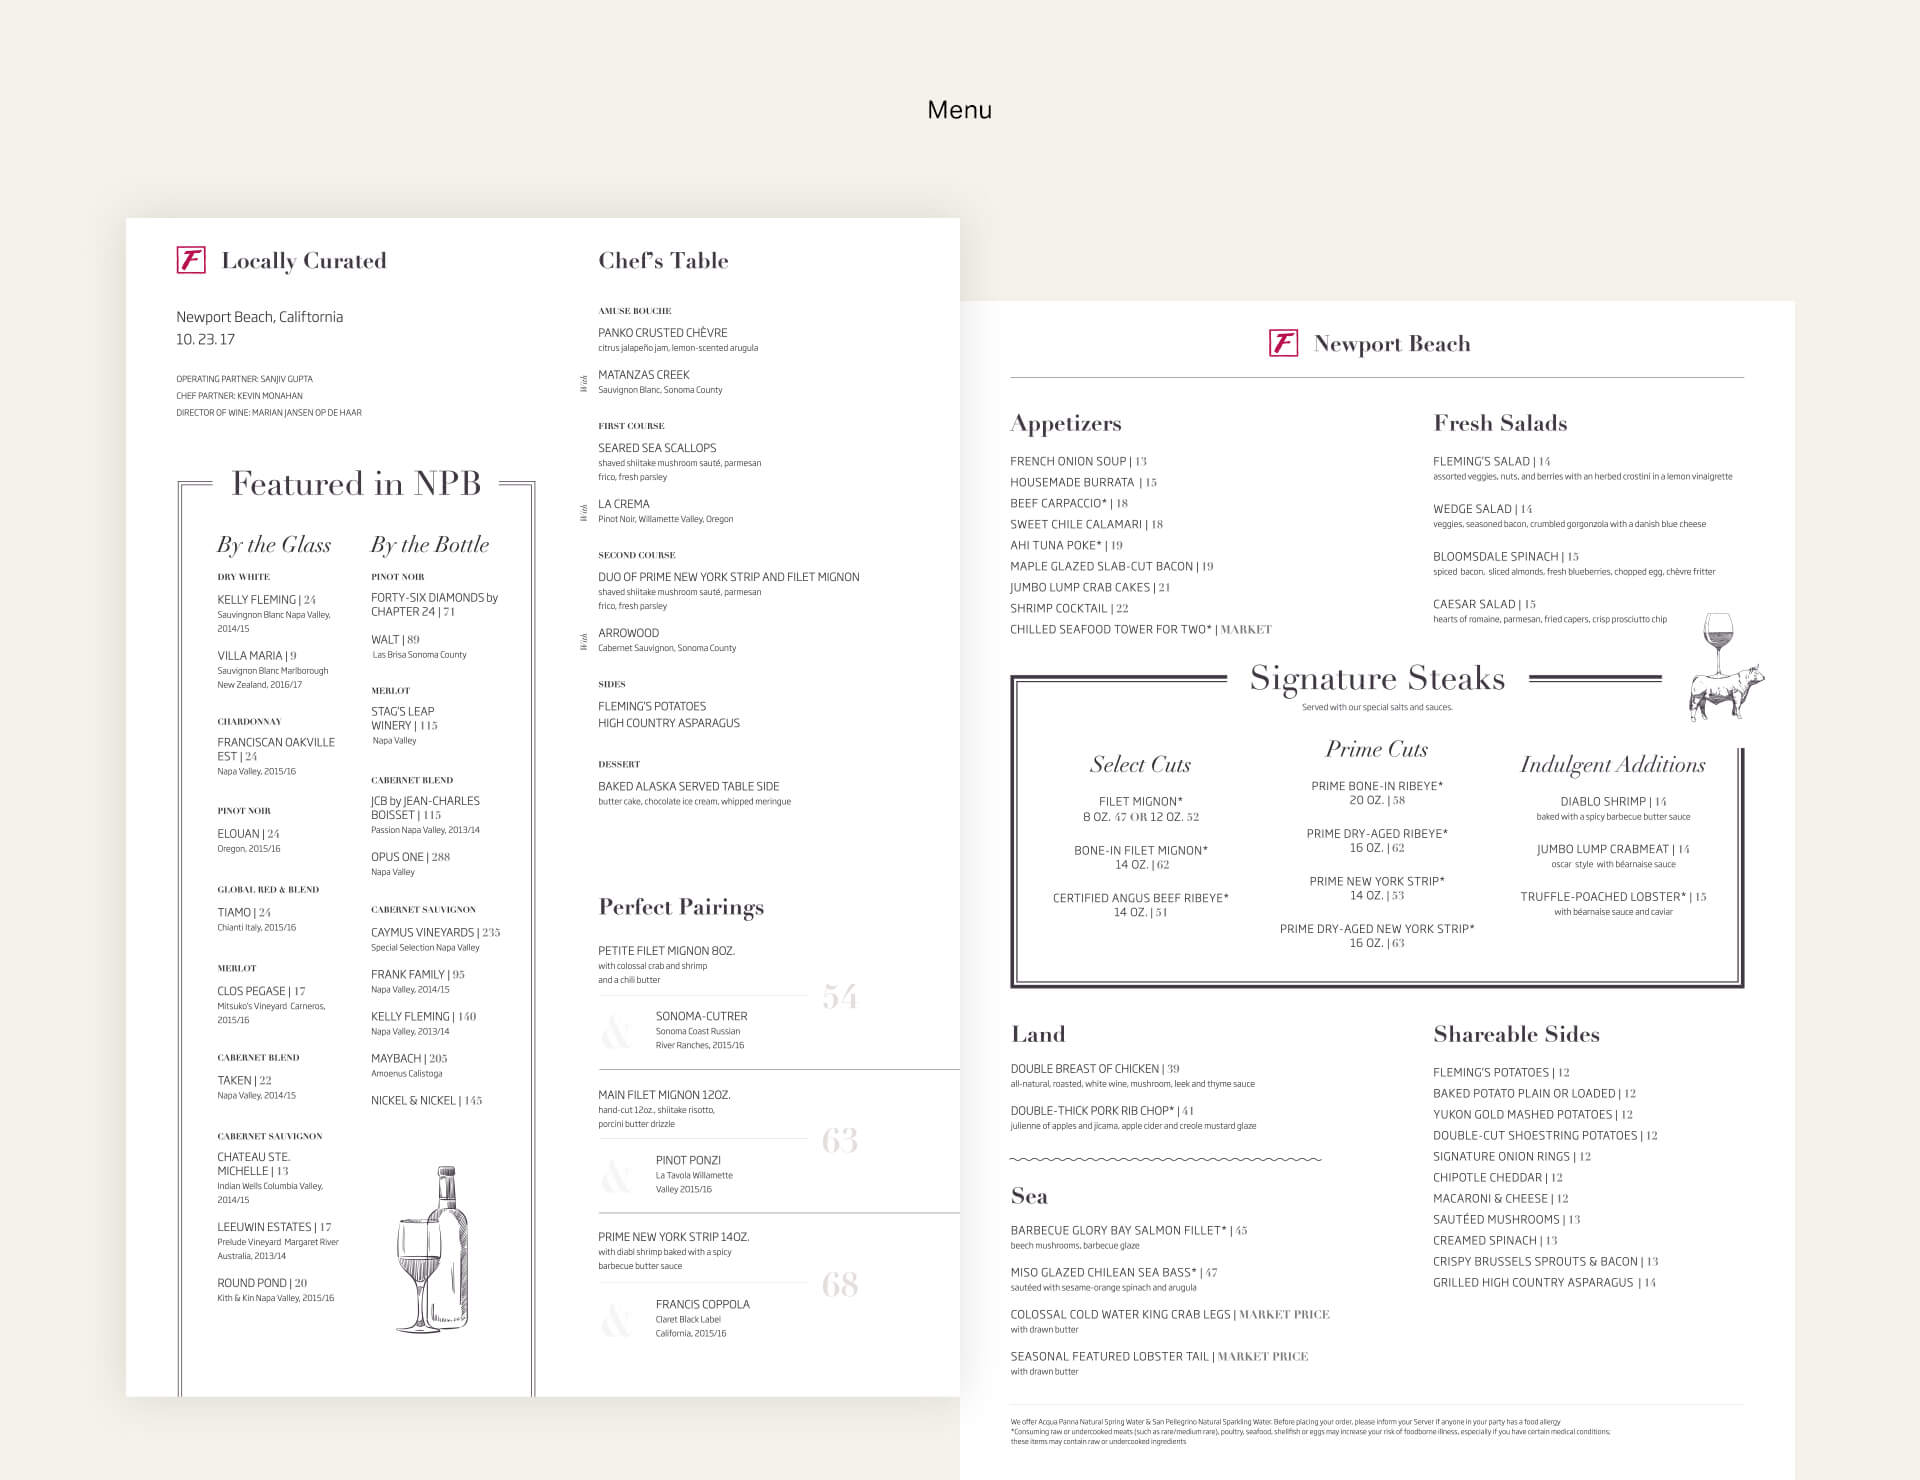 Menu
F Locally Curated
Newport Beach, Califtornia
10. 23. 17
OPERATING PARTNER: SANJIV GUPTA
CHEF PARTNER: KEVIN MONAHAN
DIRECTOR OF WINE: MARIAN JANSEN OP DE HAAR
Featured in NPB
By the Glass
DRY WHITE
KELLY FLEMING | 24
Sauvingnon Blanc Napa Valley,
2014/15
VILLA MARIA | 9
Sauvignon Blanc Marlborough
New Zealand, 2016/17
CHARDONNAY
FRANCISCAN OAKVILLE
EST | 24
Napa Valley, 2015/16
PINOT NOIR
ELOUAN | 24
Oregon, 2015/16
GLOBAL RED & BLEND
TIAMO | 24
Chianti Italy, 2015/16
MERLOT
CLOS PEGASE | 17
Mitsuko's Vineyard Carneros,
2015/16
CABERNET BLEND
TAKEN | 22
Napa Valley, 2014/15
CABERNET SAUVIGNON
CHATEAU STE.
MICHELLE | 13
Indian Wells Columbia Valley,
2014/15
LEEUWIN ESTATES | 17
Prelude Vineyard Margaret River
Australia, 2013/14
ROUND POND | 20
Kith & Kin Napa Valley, 2015/16
By the Bottle
PINOT NOIR
FORTY-SIX DIAMONDS by
CHAPTER 24 | 71
WALT | 89
Las Brisa Sonoma County
MERLOT
STAG'S LEAP
WINERY | 115
Napa Valley
CABERNET BLEND
JCB by JEAN-CHARLES
BOISSET | 115
Passion Napa Valley, 2013/14
OPUS ONE | 288
Napa Valley
CABERNET SAUVIGNON
CAYMUS VINEYARDS | 235
Special Selection Napa Valley
FRANK FAMILY | 95
Napa Valley, 2014/15
KELLY FLEMING | 140
Napa Valley, 2013/14
MAYBACH | 205
Amoenus Calistoga
NICKEL & NICKEL | 145
Chef's Table
AMUSE BOUCHE
PANKO CRUSTED CHÈVRE
citrus jalapeño jam, lemon-scented arugula
With
MATANZAS CREEK
Sauvignon Blanc, Sonoma County
FIRST COURSE
SEARED SEA SCALLOPS
shaved shiitake mushroom sauté, parmesan
frico, fresh parsley
With
LA CREMA
Pinot Noir, Willamette Valley, Oregon
SECOND COURSE
DUO OF PRIME NEW YORK STRIP AND FILET MIGNON
shaved shiitake mushroom sauté, parmesan
frico, fresh parsley
With
ARROWOOD
Cabernet Sauvignon, Sonoma County
SIDES
FLEMING'S POTATOES
HIGH COUNTRY ASPARAGUS
DESSERT
BAKED ALASKA SERVED TABLE SIDE
butter cake, chocolate ice cream, whipped meringue
Perfect Pairings
PETITE FILET MIGNON 8OZ.
with colossal crab and shrimp
and a chili butter
54
&
SONOMA-CUTRER
Sonoma Coast Russian
River Ranches, 2015/16
MAIN FILET MIGNON 12OZ.
hand-cut 12oz., shiitake risotto,
porcini butter drizzle
63
&
PINOT PONZI
La Tavola Willamette
Valley 2015/16
PRIME NEW YORK STRIP 14OZ.
with diabl shrimp baked with a spicy
barbecue butter sauce
68
&
FRANCIS COPPOLA
Claret Black Label
California, 2015/16
F Newport Beach
Appetizers
FRENCH ONION SOUP | 13
HOUSEMADE BURRATA | 15
BEEF CARPACCIO* | 18
SWEET CHILE CALAMARI | 18
AHI TUNA POKE* | 19
MAPLE GLAZED SLAB-CUT BACON | 19
JUMBO LUMP CRAB CAKES | 21
SHRIMP COCKTAIL | 22
CHILLED SEAFOOD TOWER FOR TWO* | MARKET
Fresh Salads
FLEMING'S SALAD | 14
assorted veggies, nuts, and berries with an herbed crostini in a lemon vinaigrette
WEDGE SALAD | 14
veggies, seasoned bacon, crumbled gorgonzola with a danish blue cheese
BLOOMSDALE SPINACH | 15
spiced bacon, sliced almonds, fresh blueberries, chopped egg, chèvre fritter
CAESAR SALAD | 15
hearts of romaine, parmesan, fried capers, crisp prosciutto chip
Signature Steaks
Served with our special salts and sauces.
Select Cuts
FILET MIGNON*
8 OZ. 47 OR 12 OZ. 52
BONE-IN FILET MIGNON*
14 OZ. | 62
CERTIFIED ANGUS BEEF RIBEYE*
14 OZ. | 51
Prime Cuts
PRIME BONE-IN RIBEYE*
20 OZ. | 58
PRIME DRY-AGED RIBEYE*
16 OZ. | 62
PRIME NEW YORK STRIP*
14 OZ. | 53
PRIME DRY-AGED NEW YORK STRIP*
16 OZ. | 63
Indulgent Additions
DIABLO SHRIMP | 14
baked with a spicy barbecue butter sauce
JUMBO LUMP CRABMEAT | 14
oscar style with béarnaise sauce
TRUFFLE-POACHED LOBSTER* | 15
with béarnaise sauce and caviar
Land
DOUBLE BREAST OF CHICKEN | 39
all-natural, roasted, white wine, mushroom, leek and thyme sauce
DOUBLE-THICK PORK RIB CHOP* | 41
julienne of apples and jicama, apple cider and creole mustard glaze
Sea
BARBECUE GLORY BAY SALMON FILLET* | 45
beech mushrooms, barbecue glaze
MISO GLAZED CHILEAN SEA BASS* | 47
sautéed with sesame-orange spinach and arugula
COLOSSAL COLD WATER KING CRAB LEGS | MARKET PRICE
with drawn butter
SEASONAL FEATURED LOBSTER TAIL | MARKET PRICE
with drawn butter
Shareable Sides
FLEMING'S POTATOES | 12
BAKED POTATO PLAIN OR LOADED | 12
YUKON GOLD MASHED POTATOES | 12
DOUBLE-CUT SHOESTRING POTATOES | 12
SIGNATURE ONION RINGS | 12
CHIPOTLE CHEDDAR | 12
MACARONI & CHEESE | 12
SAUTÉED MUSHROOMS | 13
CREAMED SPINACH | 13
CRISPY BRUSSELS SPROUTS & BACON | 13
GRILLED HIGH COUNTRY ASPARAGUS | 14
We offer Acqua Panna Natural Spring Water & San Pellegrino Natural Sparkling Water. Before placing your order, please inform your Server if anyone in your party has a food allergy
*Consuming raw or undercooked meats (such as rare/medium rare), poultry, seafood, shellfish or eggs may increase your risk of foodborne illness, especially if you have certain medical conditions;
these items may contain raw or undercooked ingredients